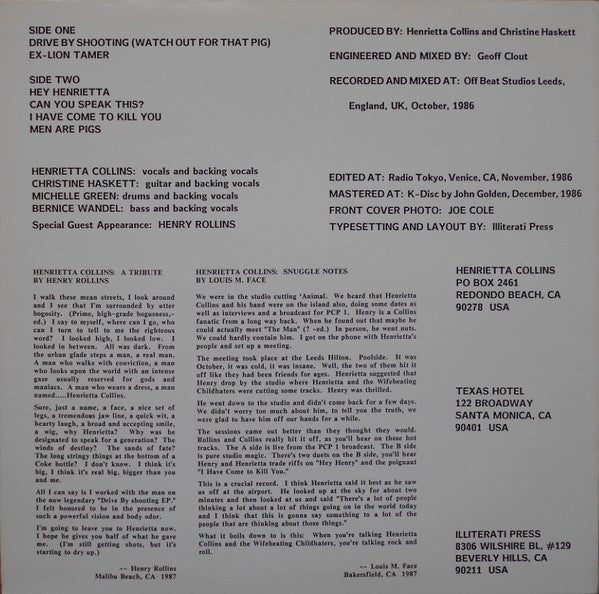 SIDE ONE
DRIVE BY SHOOTING (WATCH OUT FOR THAT PIG)
EX-LION TAMER
SIDE TWO
HEY HENRIETTA
CAN YOU SPEAK THIS?
I HAVE COME TO KILL YOU
MEN ARE PIGS
PRODUCED BY: Henrietta Collins and Christine Haskett
ENGINEERED AND MIXED BY: Geoff Clout
RECORDED AND MIXED AT: Off Beat Studios Leeds,
England, UK, October, 1986
HENRIETTA COLLINS: vocals and backing vocals
CHRISTINE HASKETT: guitar and backing vocals
MICHELLE GREEN: drums and backing vocals
BERNICE WANDEL: bass and backing vocals
Special Guest Appearance: HENRY ROLLINS
EDITED AT: Radio Tokyo, Venice, CA, November, 1986
MASTERED AT: K-Disc by John Golden, December, 1986
FRONT COVER PHOTO: JOE COLE
TYPESETTING AND LAYOUT BY: Illiterati Press
HENRIETTA COLLINS: A TRIBUTE
BY HENRY ROLLINS
I walk these mean streets, I look around
and I see that I'm surrounded by utter
bogusity. (Prime, high-grade bogusness,-
ed.) I say to myself, where can I go, who
can I turn to tell to me the righteous
word? I looked high, I looked low. I
looked in between. All was dark. From
the urban glade steps a man, a real man.
A man who walks with conviction, a man
who looks upon the world with an intense
gaze usually reserved for gods and
maniacs. A man who wears a dress, a man
named.....Henrietta Collins.
Sure, just a name, a face, a nice set of
legs, a tremendous jaw line, a quick wit, a
hearty laugh, a broad and accepting smile,
a wig, why Henrietta? Why was he
designated to speak for a generation? The
winds of destiny? The sands of fate?
The long stringy things at the bottom of a
Coke bottle? I don't know. I think it's
big, I think it's real big, bigger than you
and me.
All I can say is I worked with the man on
the now legendary "Drive By Shooting EP."
I felt honored to be in the presence of
such a powerful vision and body odor.
I'm going to leave you to Henrietta now.
I hope he gives you half of what he gave
me. (I'm still getting shots, but it's
starting to dry up.)
-- Henry Rollins
Malibu Beach, CA 1987
HENRIETTA COLLINS: SNUGGLE NOTES
BY LOUIS M. FACE
We were in the studio cutting 'Animal. We heard that Henrietta
Collins and his band were on the island also, doing some dates as
well as interviews and a broadcast for PCP 1. Henry is a Collins
fanatic from a long way back. When he found out that maybe he
could actually meet "The Man" (? -ed.) In person, he went nuts.
We could hardly contain him. I got on the phone with Henrietta's
people and set up a meeting.
The meeting took place at the Leeds Hilton. Poolside. It was
October, it was cold, it was insane. Well, the two of them hit it
off like they had been friends for ages. Henrietta suggested that
Henry drop by the studio where Henrietta and the Wifebeating
Childhaters were cutting some tracks. Henry was thrilled.
He went down to the studio and didn't come back for a few days.
We didn't worry too much about him, to tell you the truth, we
were glad to have him off our hands for a while.
The sessions came out better than they thought they would.
Rollins and Collins really hit it off, as you'll hear on these hot
tracks. The A side is live from the PCP 1 broadcast. The B side
is pure studio magic. There's two duets on the B side, you'll hear
Henry and Henrietta trade riffs on "Hey Henry" and the poignant
"I Have Come to Kill You."
This is a crucial record. I think Henrietta said it best as he saw
us off at the airport. He looked up at the sky for about two
minutes and then looked at us and said "There's a lot of people
thinking a lot about a lot of things going on in the world today
and I think that this is gonna say something to a lot of the
people that are thinking about those things."
What it boils down to is this: When you're talking Henrietta
Collins and the Wifebeating Childhaters, you're talking rock and
roll.
-- Louis M. Face
Bakersfield, CA 1987
HENRIETTA COLLINS
PO BOX 2461
REDONDO BEACH, CA
90278 USA
TEXAS HOTEL
122 BROADWAY
SANTA MONICA, CA
90401 USA
ILLITERATI PRESS
8306 WILSHIRE BL, #129
BEVERLY HILLS, CA
90211 USA